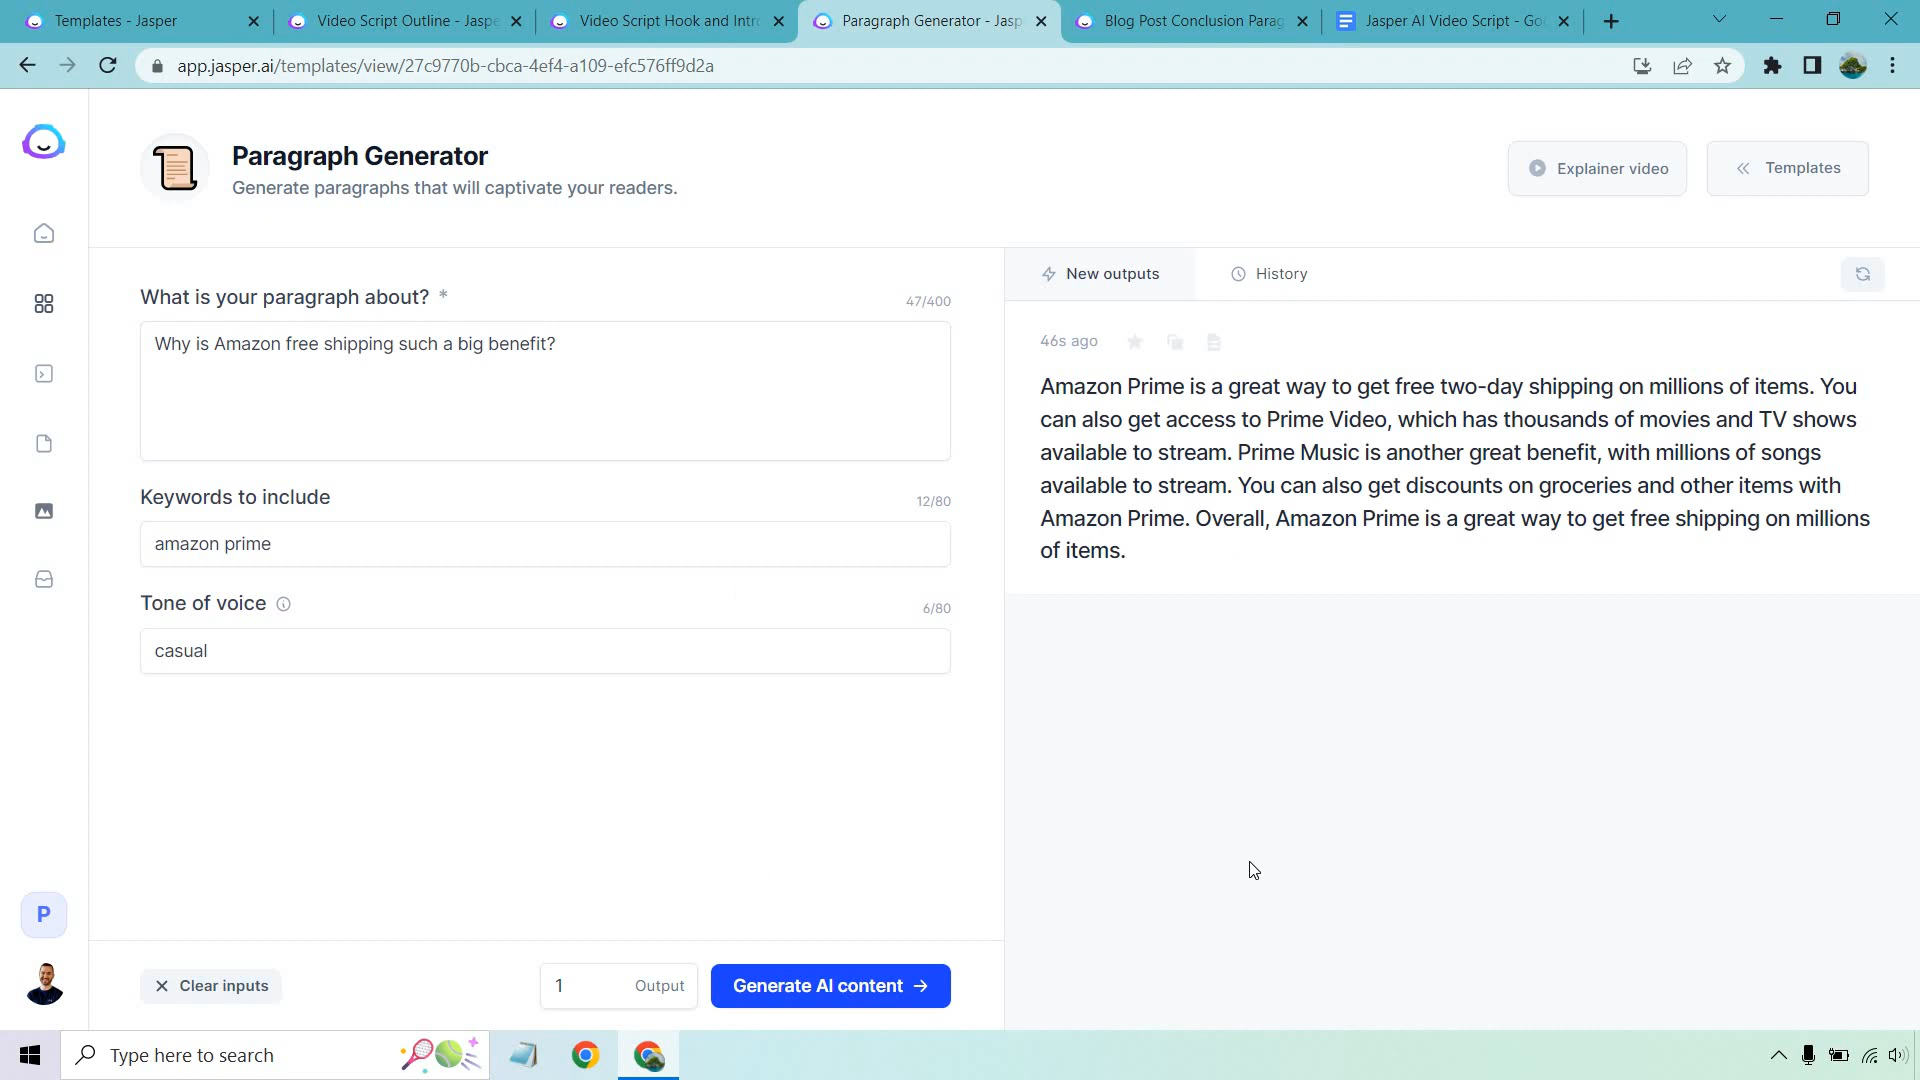 Templates - Jasper
Video Script Outline - Jaspe
Video Script Hook and Intro
Paragraph Generator - Jasp
Blog Post Conclusion Parag
Jasper AI Video Script - Goo
app.jasper.ai/templates/view/27c9770b-cbca-4ef4-a109-efc576ff9d2a
Paragraph Generator
Generate paragraphs that will captivate your readers.
Explainer video
Templates
What is your paragraph about? *
47/400
Why is Amazon free shipping such a big benefit?
Keywords to include
12/80
amazon prime
Tone of voice
6/80
casual
Clear inputs
1 Output
Generate AI content →
New outputs
History
46s ago
Amazon Prime is a great way to get free two-day shipping on millions of items. You
can also get access to Prime Video, which has thousands of movies and TV shows
available to stream. Prime Music is another great benefit, with millions of songs
available to stream. You can also get discounts on groceries and other items with
Amazon Prime. Overall, Amazon Prime is a great way to get free shipping on millions
of items.
P
Type here to search